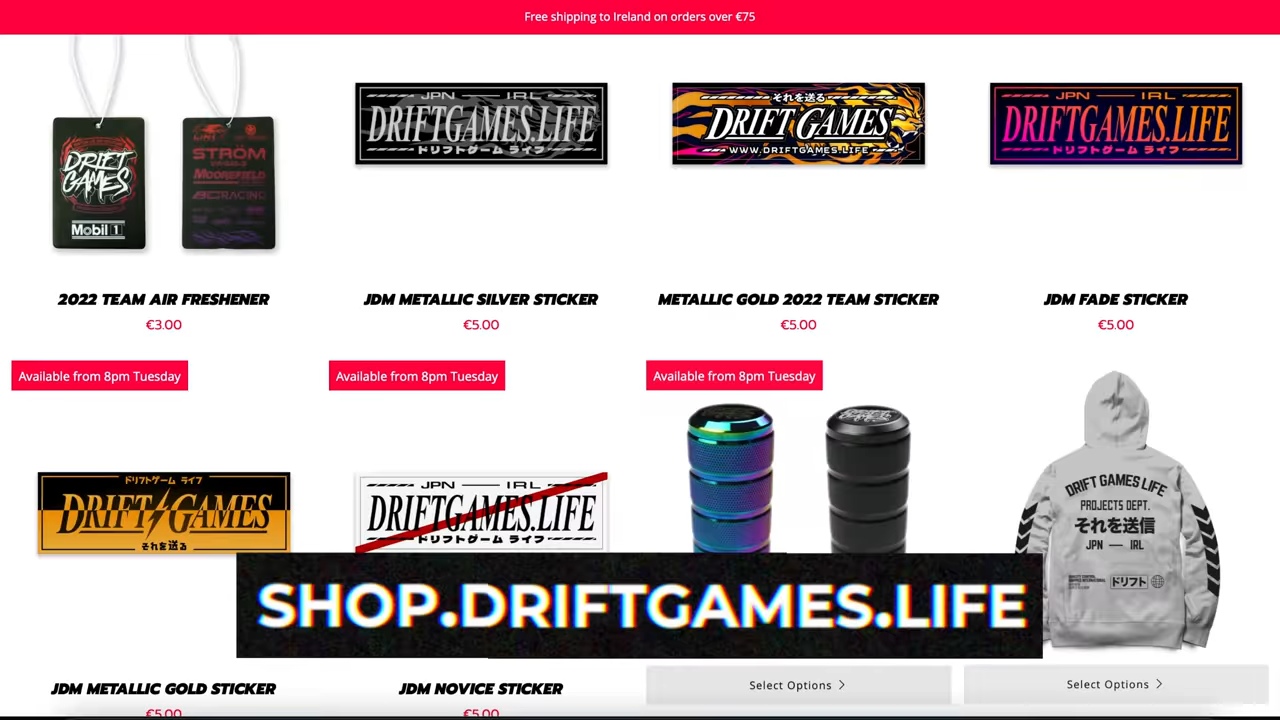 Free shipping to Ireland on orders over €75
DRIFT
GAMES
Mobil 1
STRÖM
MOOREFIELD
BC RACING
JPN — IRL
DRIFTGAMES.LIFE
ドリフトゲーム ライフ
それを送る
DRIFT GAMES
WWW.DRIFTGAMES.LIFE
JPN — IRL
DRIFTGAMES.LIFE
ドリフトゲーム ライフ
2022 TEAM AIR FRESHENER
JDM METALLIC SILVER STICKER
METALLIC GOLD 2022 TEAM STICKER
JDM FADE STICKER
€3.00
€5.00
€5.00
€5.00
Available from 8pm Tuesday
Available from 8pm Tuesday
Available from 8pm Tuesday
ドリフトゲーム ライフ
DRIFT GAMES
それを送る
JPN — IRL
DRIFTGAMES.LIFE
ドリフトゲーム ライフ
DRIFT
GAMES
DRIFT GAMES LIFE
PROJECTS DEPT.
それを送信
JPN — IRL
ドリフト
SHOP.DRIFTGAMES.LIFE
JDM METALLIC GOLD STICKER
JDM NOVICE STICKER
Select Options
Select Options
€5.00
€5.00